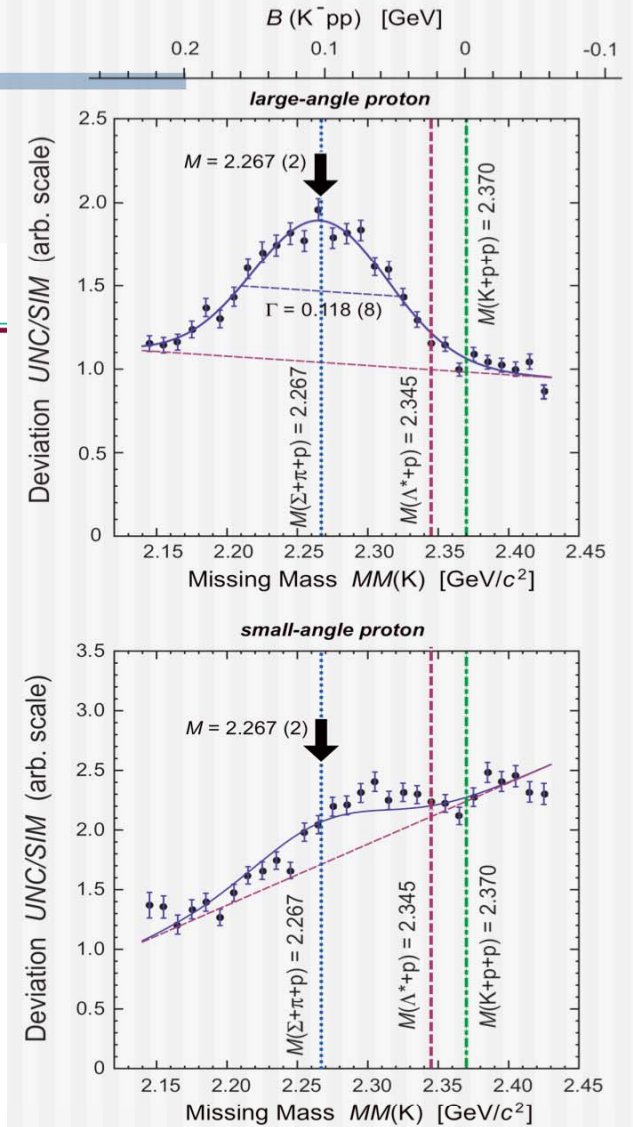 B (K⁻pp) [GeV]
0.2 0.1 0 -0.1
large-angle proton
Deviation UNC/SIM (arb. scale)
2.5
2.0
1.5
1.0
0.5
0
M = 2.267 (2)
Γ = 0.118 (8)
M(Σ+π+p) = 2.267
M(Λ*+p) = 2.345
M(K+p+p) = 2.370
2.15 2.20 2.25 2.30 2.35 2.40 2.45
Missing Mass MM(K) [GeV/c²]
small-angle proton
Deviation UNC/SIM (arb. scale)
3.5
3.0
2.5
2.0
1.5
1.0
0.5
0
M = 2.267 (2)
M(Σ+π+p) = 2.267
M(Λ*+p) = 2.345
M(K+p+p) = 2.370
2.15 2.20 2.25 2.30 2.35 2.40 2.45
Missing Mass MM(K) [GeV/c²]